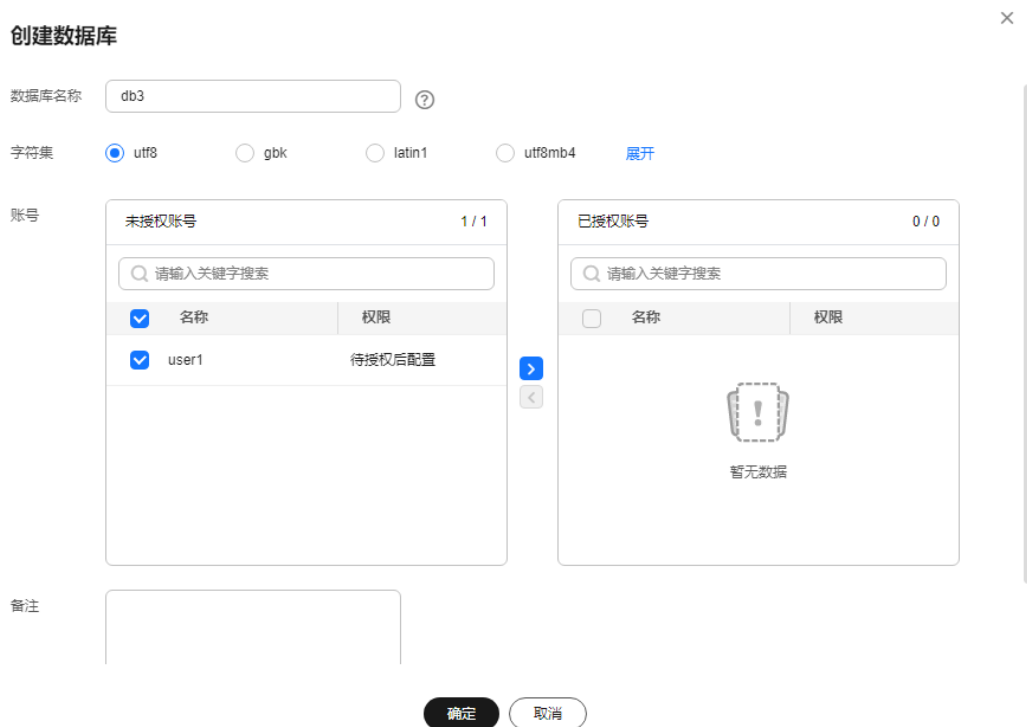 创建数据库
数据库名称 db3
字符集 utf8 gbk latin1 utf8mb4 展开
账号
未授权账号 1 / 1
请输入关键字搜索
名称 权限
user1 待授权后配置
已授权账号 0 / 0
请输入关键字搜索
名称 权限
暂无数据
备注
确定 取消